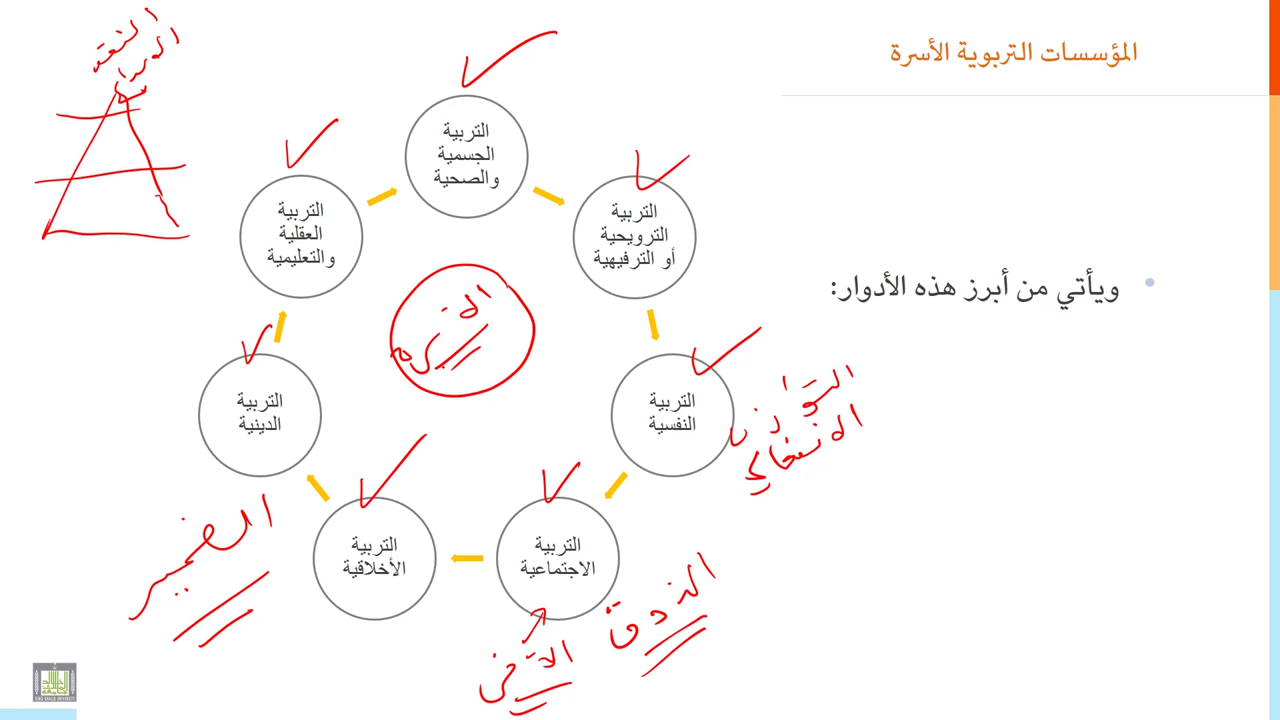 المؤسسات التربوية الأسرة
ويأتي من أبرز هذه الأدوار:
التربية
الجسمية
والصحية
التربية
الترويحية
أو الترفيهية
التربية
النفسية
التربية
الاجتماعية
التربية
الأخلاقية
التربية
الدينية
التربية
العقلية
والتعليمية
التوازن
الانفعالي
الذوق
الضمير